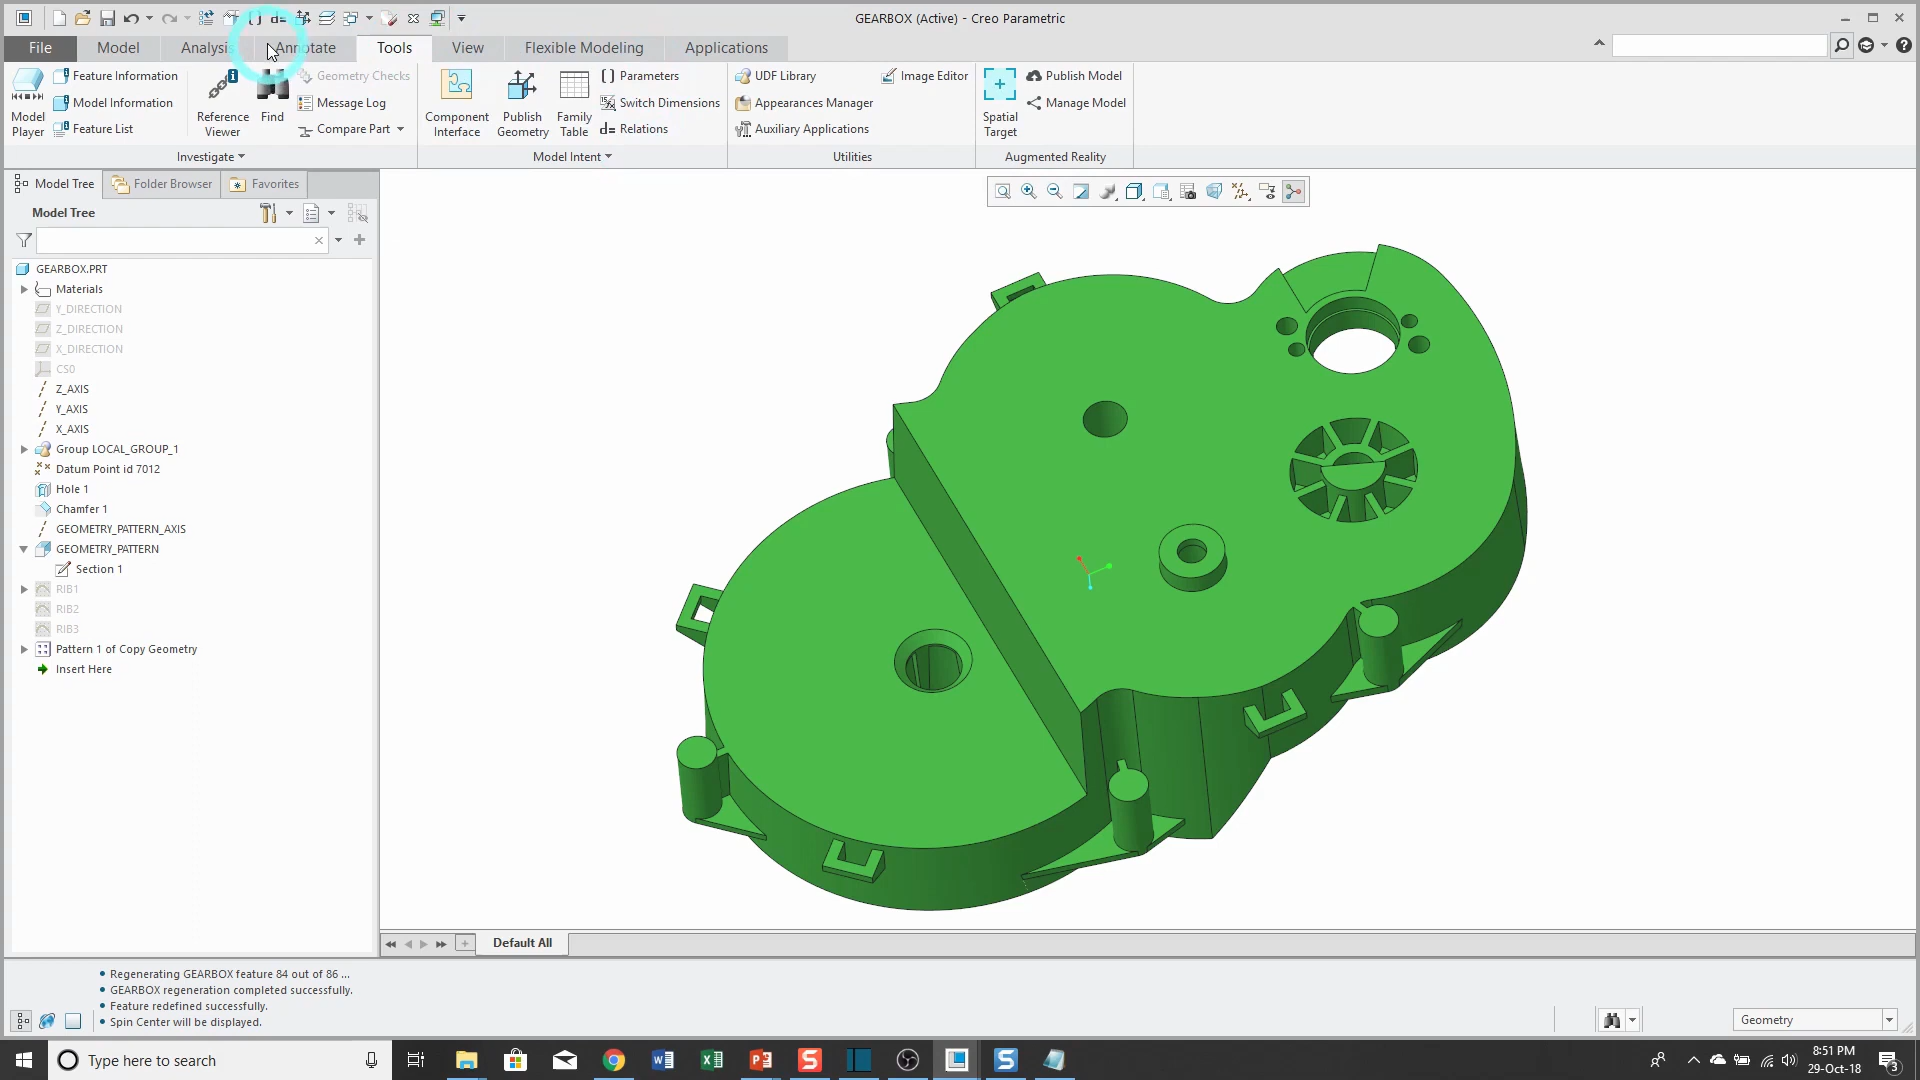 GEARBOX (Active) - Creo Parametric
File
Model
Analysis
Annotate
Tools
View
Flexible Modeling
Applications
Model Player
Feature Information
Model Information
Feature List
Reference Viewer
Find
Geometry Checks
Message Log
Compare Part
Investigate
Component Interface
Publish Geometry
Family Table
Parameters
Switch Dimensions
d= Relations
Model Intent
UDF Library
Appearances Manager
Auxiliary Applications
Image Editor
Utilities
Spatial Target
Publish Model
Manage Model
Augmented Reality
Model Tree
Folder Browser
Favorites
Model Tree
GEARBOX.PRT
Materials
Y_DIRECTION
Z_DIRECTION
X_DIRECTION
CS0
Z_AXIS
Y_AXIS
X_AXIS
Group LOCAL_GROUP_1
Datum Point id 7012
Hole 1
Chamfer 1
GEOMETRY_PATTERN_AXIS
GEOMETRY_PATTERN
Section 1
RIB1
RIB2
RIB3
Pattern 1 of Copy Geometry
Insert Here
Default All
• Regenerating GEARBOX feature 84 out of 86 ...
• GEARBOX regeneration completed successfully.
• Feature redefined successfully.
• Spin Center will be displayed.
Geometry
Type here to search
8:51 PM
29-Oct-18
3